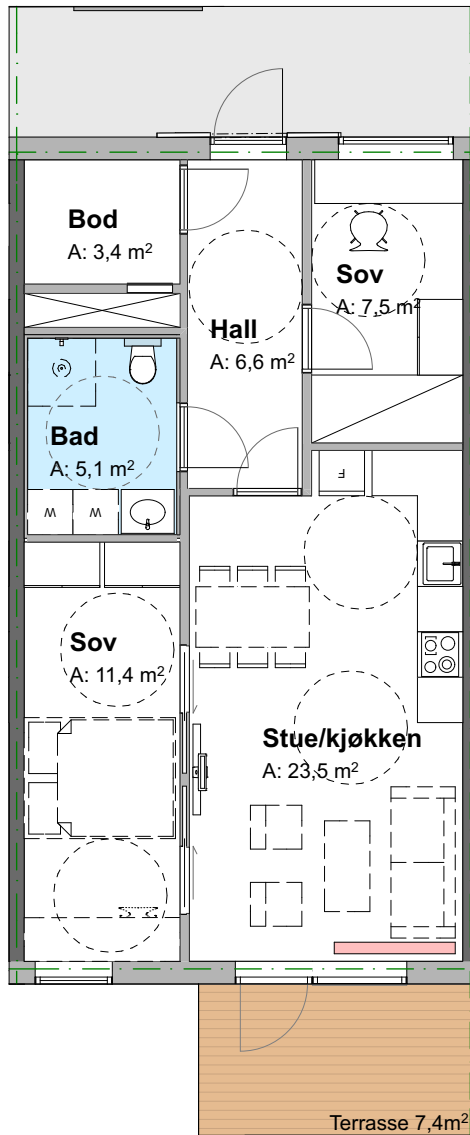 Bod
A: 3,4 m²
Sov
A: 7,5 m²
Hall
A: 6,6 m²
Bad
A: 5,1 m²
W W
F
Sov
A: 11,4 m²
Stue/kjøkken
A: 23,5 m²
Terrasse 7,4m²